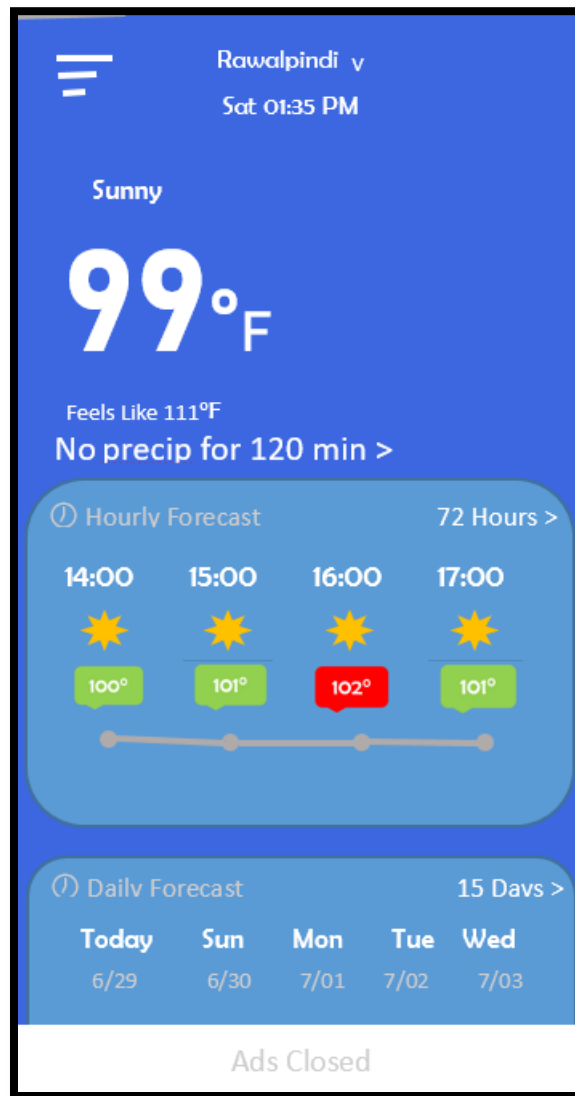 Rawalpindi v
Sat 01:35 PM
Sunny
99°F
Feels Like 111°F
No precip for 120 min >
Hourly Forecast 72 Hours >
14:00 15:00 16:00 17:00
100° 101° 102° 101°
Daily Forecast 15 Days >
Today Sun Mon Tue Wed
6/29 6/30 7/01 7/02 7/03
Ads Closed